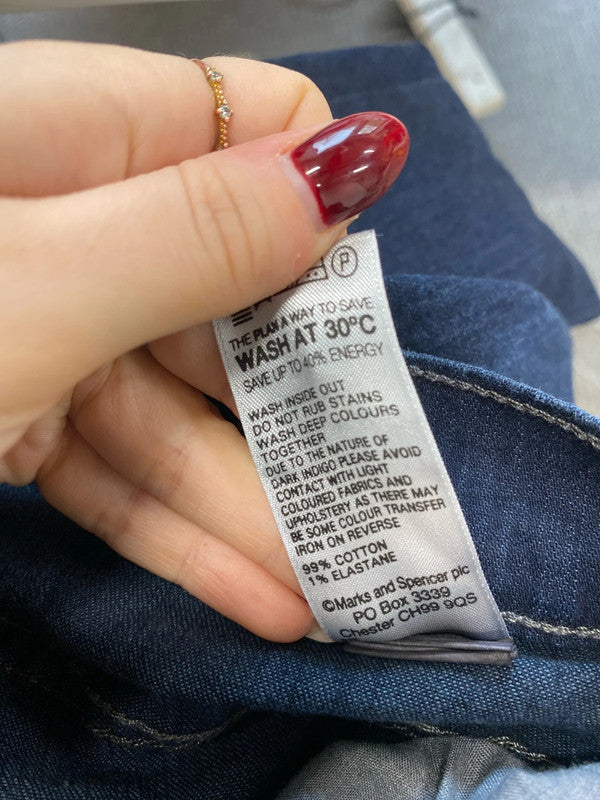 P
THE PLAN A WAY TO SAVE
WASH AT 30°C
SAVE UP TO 40% ENERGY
WASH INSIDE OUT
DO NOT RUB STAINS
WASH DEEP COLOURS
TOGETHER
DUE TO THE NATURE OF
DARK INDIGO PLEASE AVOID
CONTACT WITH LIGHT
COLOURED FABRICS AND
UPHOLSTERY AS THERE MAY
BE SOME COLOUR TRANSFER
IRON ON REVERSE
99% COTTON
1% ELASTANE
©Marks and Spencer plc
PO Box 3339
Chester CH99 9QS